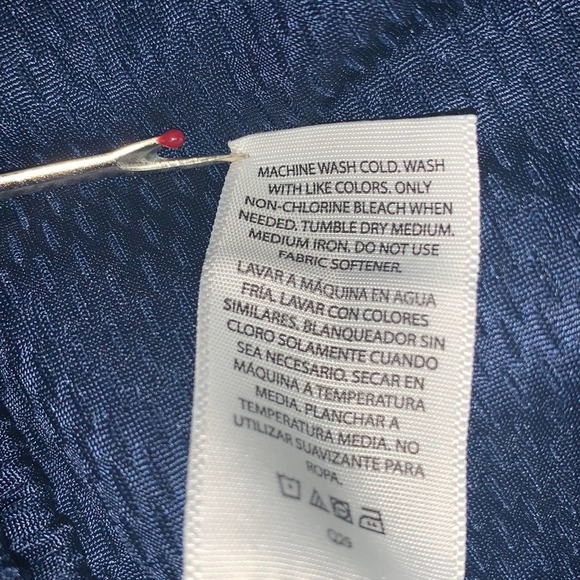 MACHINE WASH COLD. WASH
WITH LIKE COLORS. ONLY
NON-CHLORINE BLEACH WHEN
NEEDED. TUMBLE DRY MEDIUM.
MEDIUM IRON. DO NOT USE
FABRIC SOFTENER.
LAVAR A MÁQUINA EN AGUA
FRÍA. LAVAR CON COLORES
SIMILARES. BLANQUEADOR SIN
CLORO SOLAMENTE CUANDO
SEA NECESARIO. SECAR EN
MÁQUINA A TEMPERATURA
MEDIA. PLANCHAR A
TEMPERATURA MEDIA. NO
UTILIZAR SUAVIZANTE PARA
ROPA.